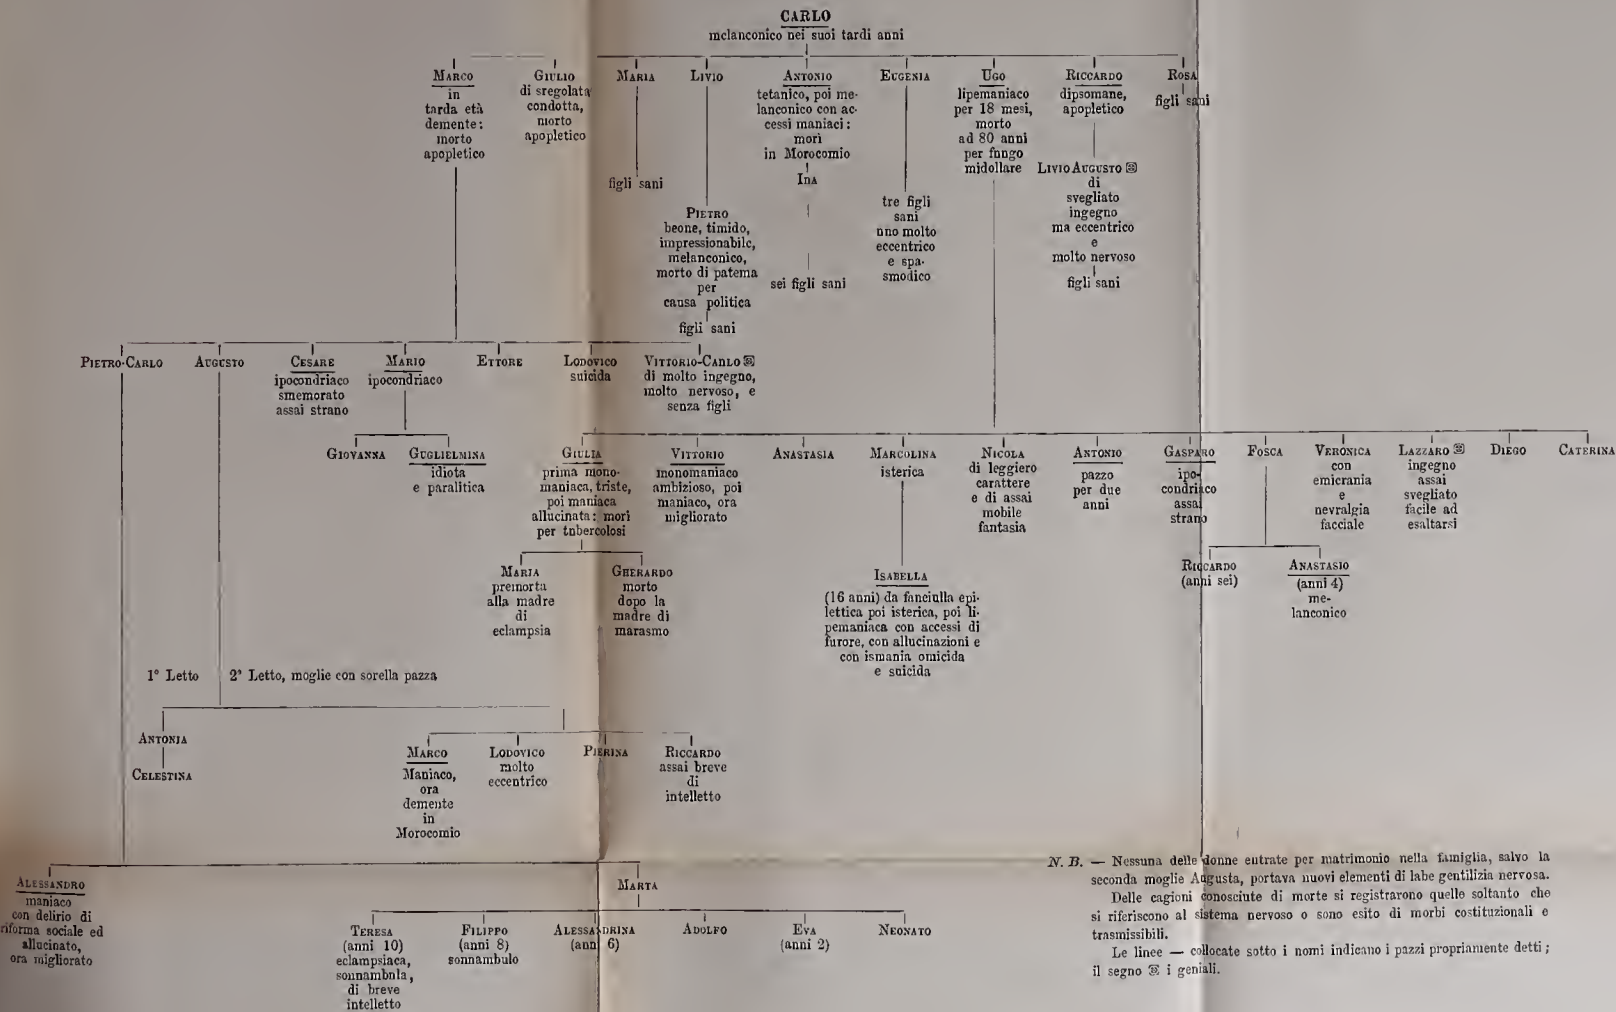 CARLO
melanconico nei suoi tardi anni
MARCO
in
tarda età
demente:
morto
apopletico
GIULIO
di sregolata
condotta,
morto
apopletico
MARIA
figli sani
LIVIO
PIETRO
beone, timido,
impressionabile,
melanconico,
morto di patema
per
causa politica
figli sani
ANTONIO
tetanico, poi me-
lanconico con ac-
cessi maniaci:
morì
in Morocomio
IDA
sei figli sani
EUGENIA
tre figli
sani
uno molto
eccentrico
e spa-
smodico
UGO
lipemaniaco
per 18 mesi,
morto
ad 80 anni
per fungo
midollare
RICCARDO
dipsomane,
apopletico
LIVIO AUGUSTO
di
svegliato
ingegno
ma eccentrico
e
molto nervoso
figli sani
ROSA
figli sani
PIETRO-CARLO
AUGUSTO
CESARE
ipocondriaco
smemorato
assai strano
MARIO
ipocondriaco
ETTORE
LODOVICO
suicida
VITTORIO-CARLO
di molto ingegno,
molto nervoso, e
senza figli
GIOVANNA
GUGLIELMINA
idiota
e paralitica
GIULIA
prima mono-
maniaca, triste,
poi maniaca
allucinata: morì
per tubercolosi
VITTORIO
monomaniaco
ambizioso, poi
maniaco, ora
migliorato
ANASTASIA
MARCOLINA
isterica
NICOLA
di leggiero
carattere
e di assai
mobile
fantasia
ANTONIO
pazzo
per due
anni
GASPARO
ipo-
condriaco
assai
strano
FOSCA
VERONICA
con
emicrania
e
nevralgia
facciale
LAZZARO
ingegno
assai
svegliato
facile ad
esaltarsi
DIEGO
CATERINA
MARIA
premorta
alla madre
di
eclampsia
GHERARDO
morto
dopo la
madre di
marasmo
ISABELLA
(16 anni) da fanciulla epi-
lettica poi isterica, poi li-
pemaniaca con accessi di
furore, con allucinazioni e
con ismania omicida
e suicida
RICCARDO
(anni sei)
ANASTASIO
(anni 4)
me-
lanconico
1° Letto
2° Letto, moglie con sorella pazza
ANTONIA
CELESTINA
MARCO
Maniaco,
ora
demente
in
Morocomio
LODOVICO
molto
eccentrico
PIERINA
RICCARDO
assai breve
di
intelletto
ALESSANDRO
maniaco
con delirio di
riforma sociale ed
allucinato,
ora migliorato
MARTA
TERESA
(anni 10)
eclampsiaca,
sonnambula,
di breve
intelletto
FILIPPO
(anni 8)
sonnambulo
ALESSANDRINA
(anni 6)
ADOLFO
EVA
(anni 2)
NEONATO
N. B. — Nessuna delle donne entrate per matrimonio nella famiglia, salvo la
seconda moglie Augusta, portava nuovi elementi di labe gentilizia nervosa.
Delle cagioni conosciute di morte si registrarono quelle soltanto che
si riferiscono al sistema nervoso o sono esito di morbi costituzionali e
trasmissibili.
Le linee — collocate sotto i nomi indicano i pazzi propriamente detti;
il segno i geniali.